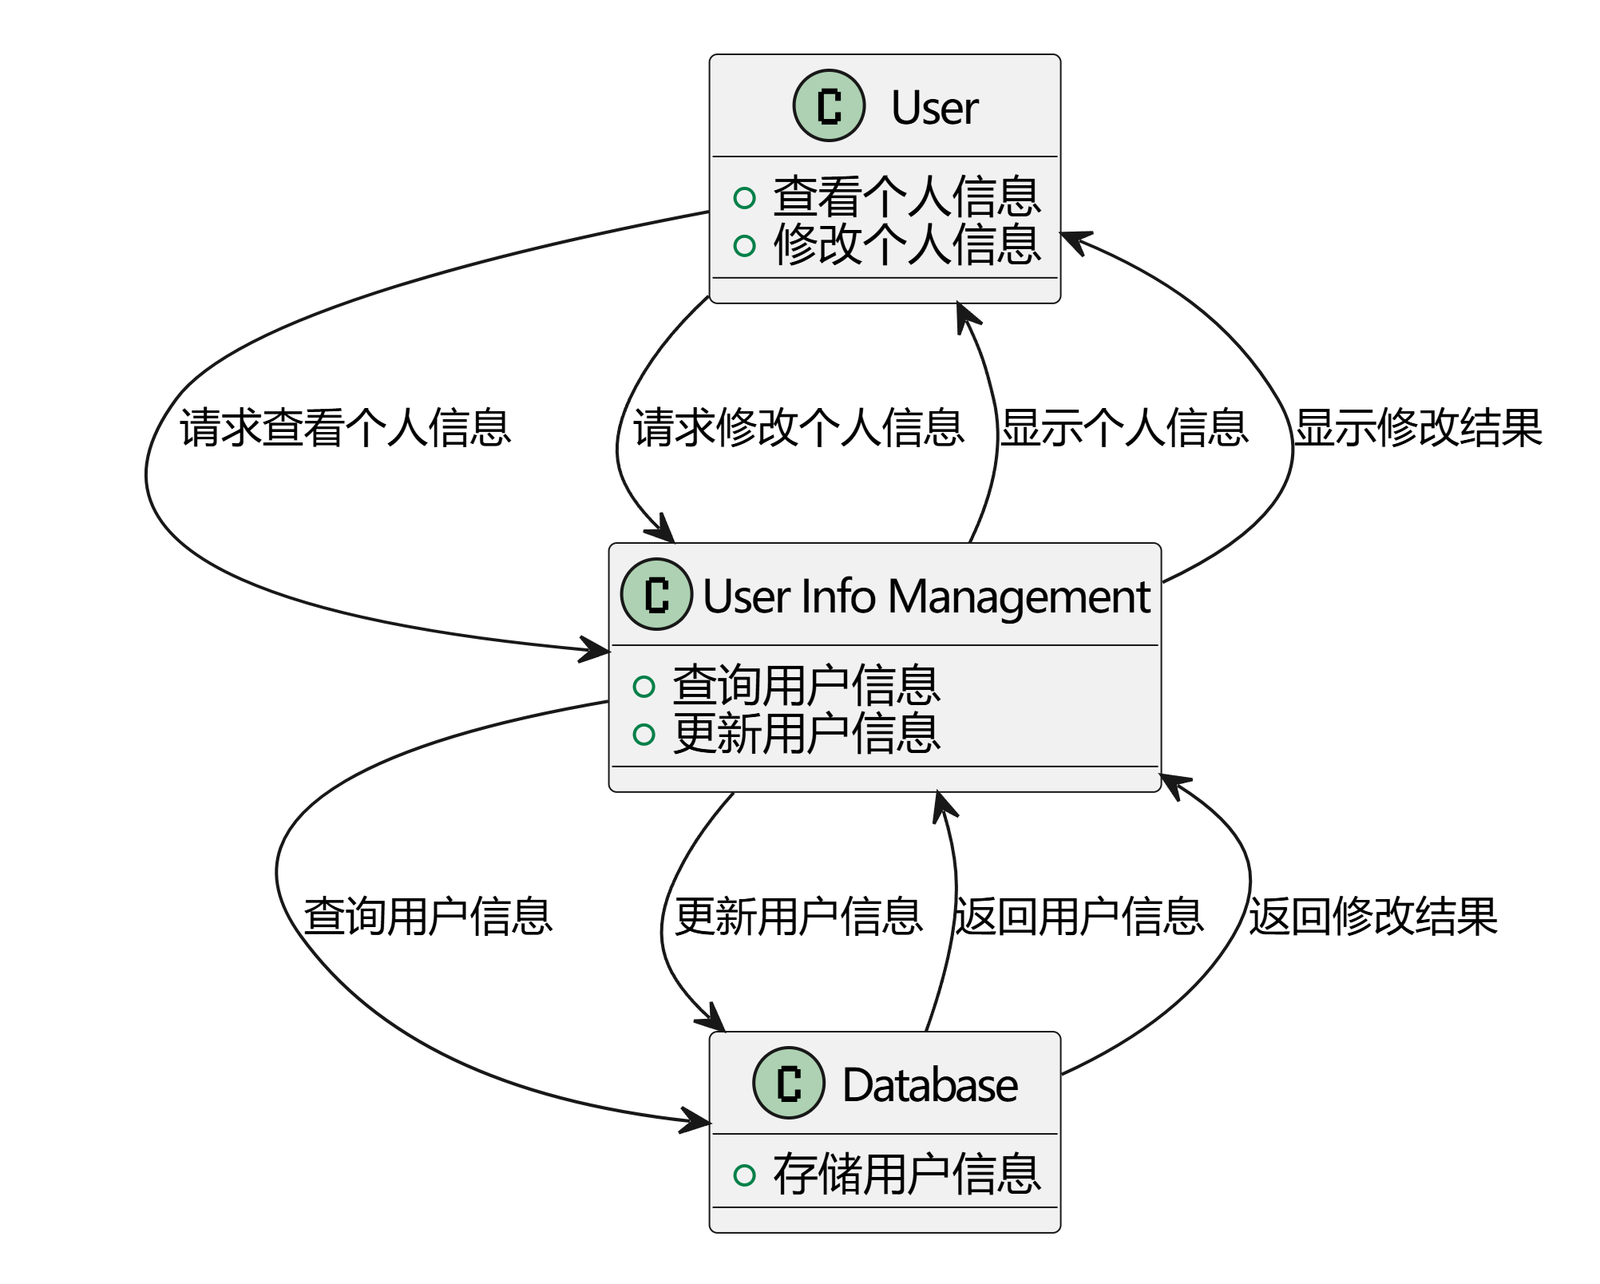 C User
查看个人信息
修改个人信息
请求查看个人信息
请求修改个人信息
显示个人信息
显示修改结果
C User Info Management
查询用户信息
更新用户信息
查询用户信息
更新用户信息
返回用户信息
返回修改结果
C Database
存储用户信息